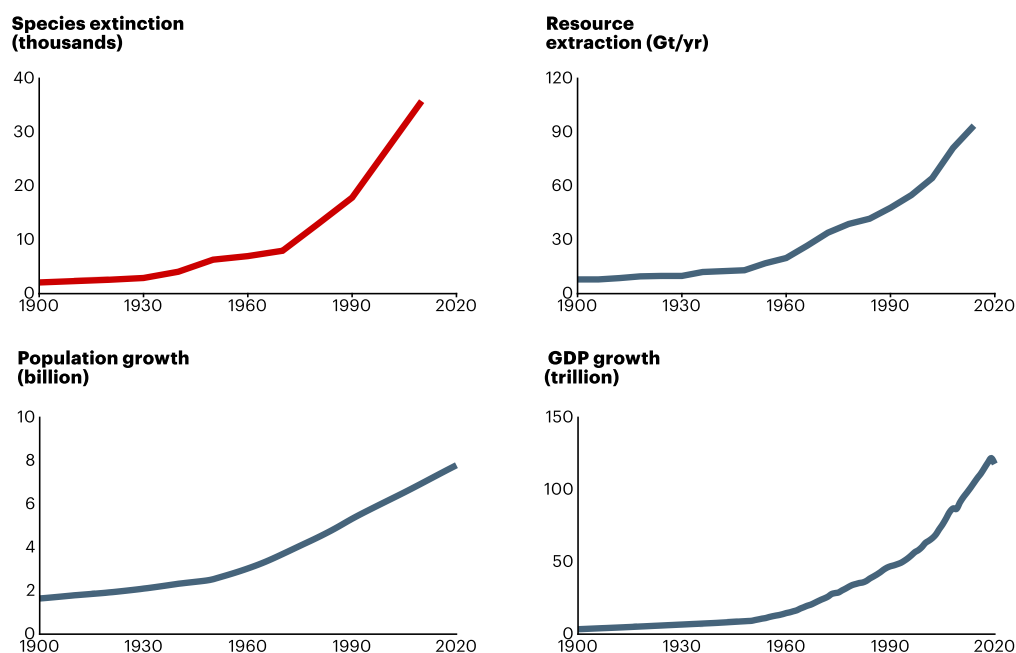 Species extinction
(thousands)
40
30
20
10
0
1900 1930 1960 1990 2020
Resource
extraction (Gt/yr)
120
90
60
30
0
1900 1930 1960 1990 2020
Population growth
(billion)
10
8
6
4
2
0
1900 1930 1960 1990 2020
GDP growth
(trillion)
150
100
50
0
1900 1930 1960 1990 2020